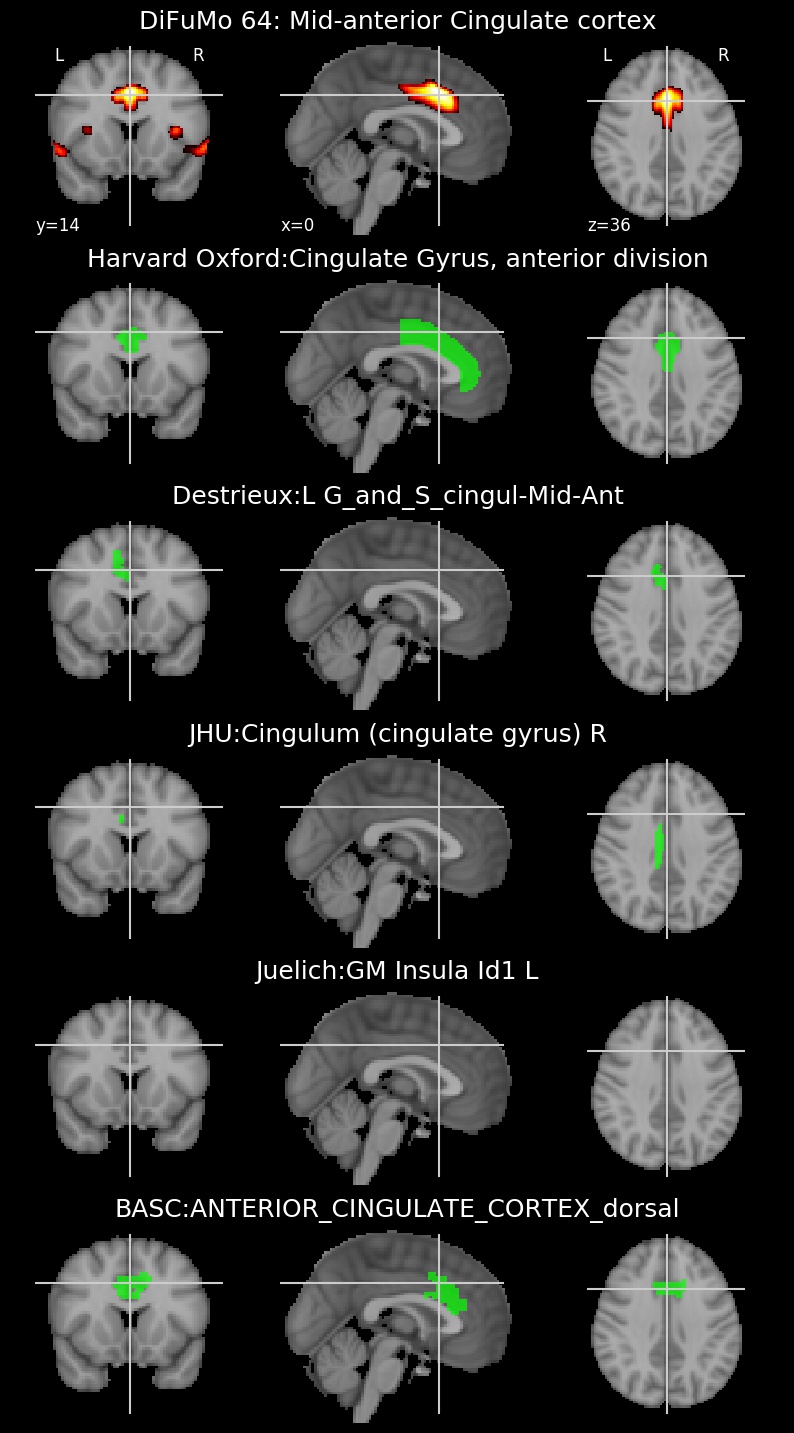 DiFuMo 64: Mid-anterior Cingulate cortex
L R L R
y=14 x=0 z=36
Harvard Oxford:Cingulate Gyrus, anterior division
Destrieux:L G_and_S_cingul-Mid-Ant
JHU:Cingulum (cingulate gyrus) R
Juelich:GM Insula Id1 L
BASC:ANTERIOR_CINGULATE_CORTEX_dorsal